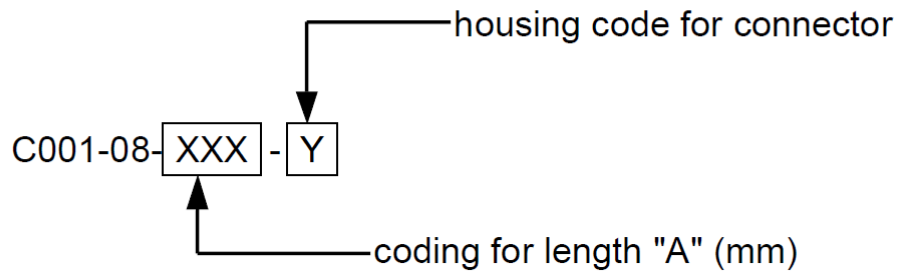 housing code for connector
C001-08-XXX - Y
coding for length "A" (mm)